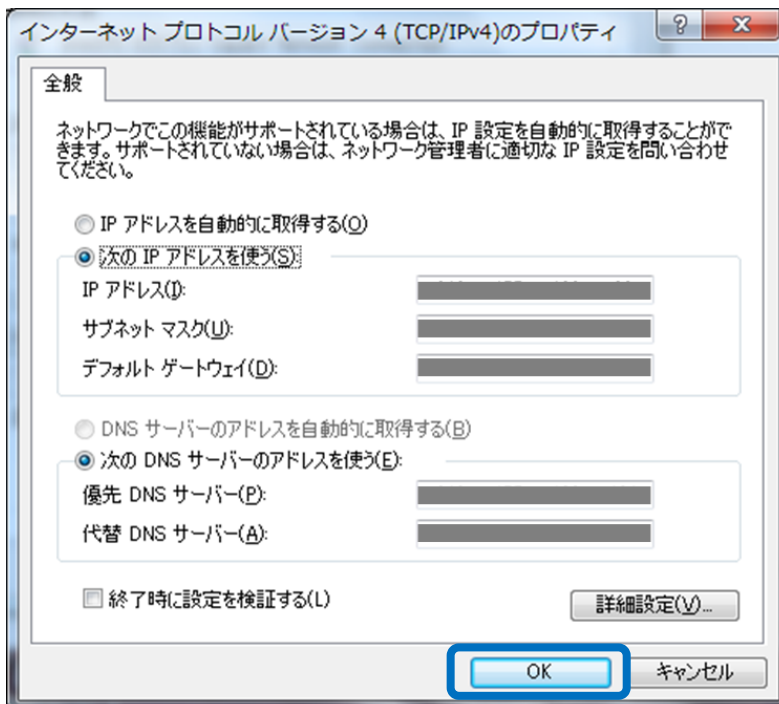 インターネット プロトコル バージョン 4 (TCP/IPv4)のプロパティ
全般
ネットワークでこの機能がサポートされている場合は、IP 設定を自動的に取得することがで
きます。サポートされていない場合は、ネットワーク管理者に適切な IP 設定を問い合わせ
てください。
IP アドレスを自動的に取得する(O)
次の IP アドレスを使う(S):
IP アドレス(I):
サブネット マスク(U):
デフォルト ゲートウェイ(D):
DNS サーバーのアドレスを自動的に取得する(B)
次の DNS サーバーのアドレスを使う(E):
優先 DNS サーバー(P):
代替 DNS サーバー(A):
終了時に設定を検証する(L)
詳細設定(V)...
OK
キャンセル